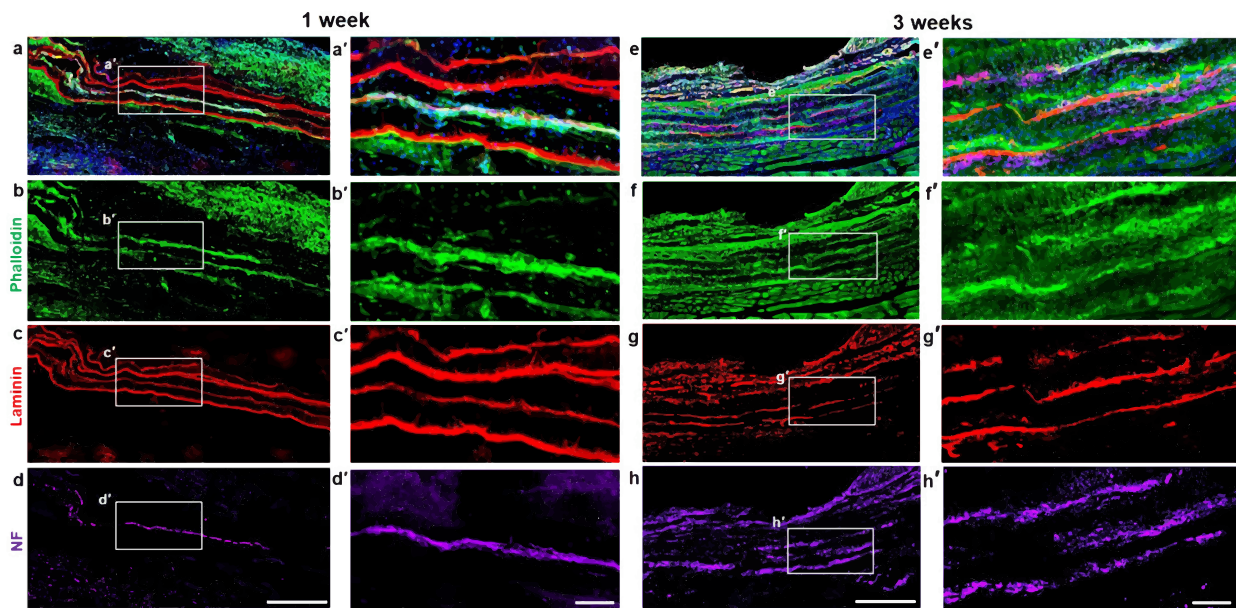 1 week
3 weeks
a
a′
a′
e
e′
e′
Phalloidin
b
b′
b′
f
f′
f′
Laminin
c
c′
c′
g
g′
g′
NF
d
d′
d′
h
h′
h′